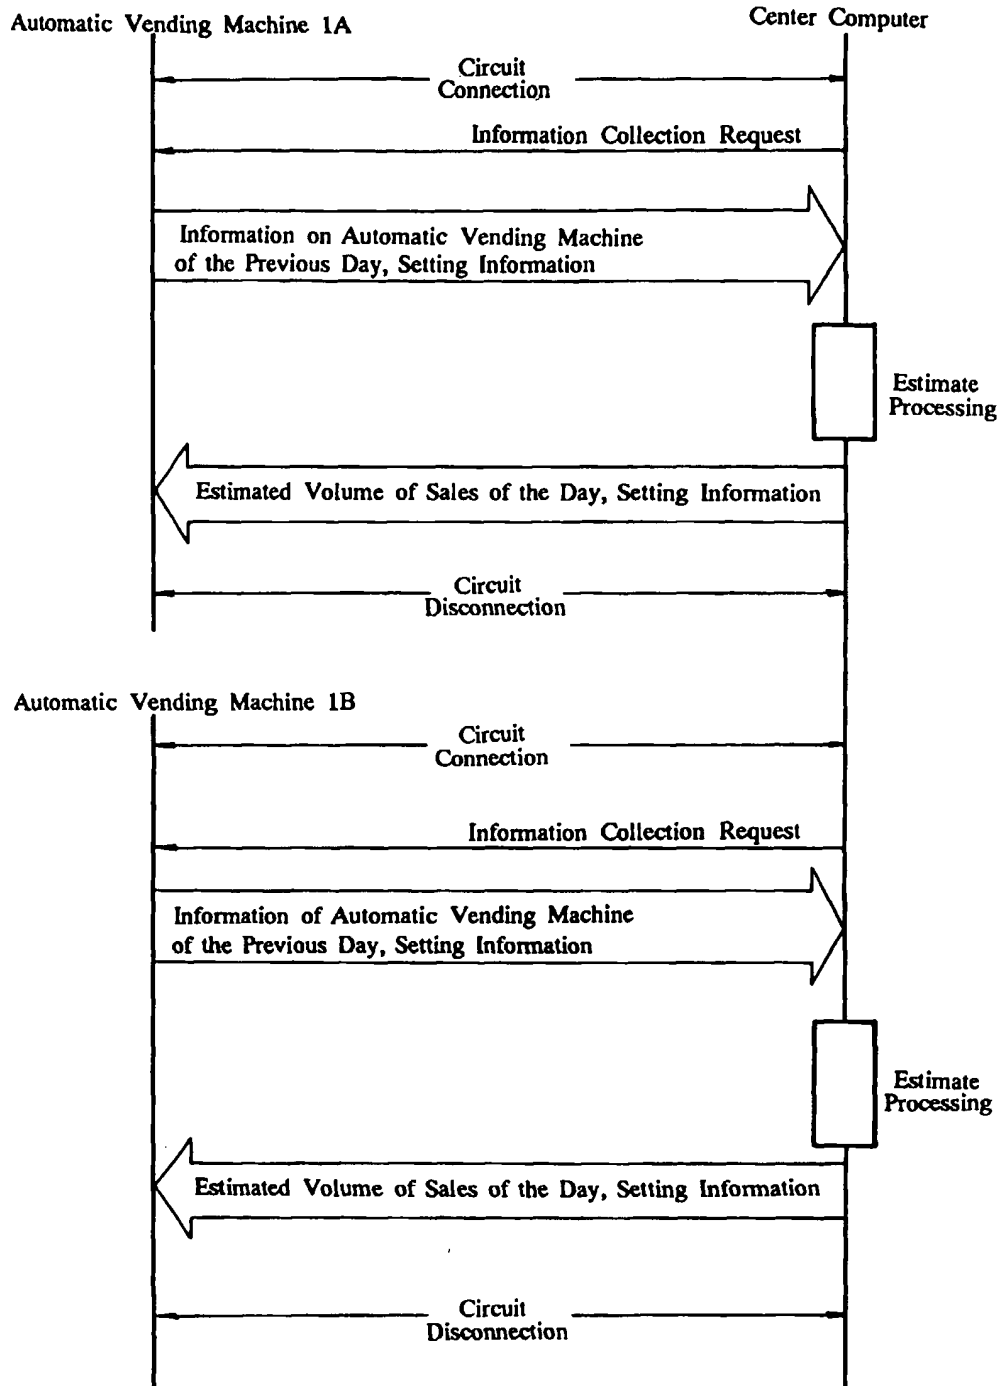 Automatic Vending Machine 1A
Center Computer
Circuit
Connection
Information Collection Request
Information on Automatic Vending Machine
of the Previous Day, Setting Information
Estimate
Processing
Estimated Volume of Sales of the Day, Setting Information
Circuit
Disconnection
Automatic Vending Machine 1B
Circuit
Connection
Information Collection Request
Information of Automatic Vending Machine
of the Previous Day, Setting Information
Estimate
Processing
Estimated Volume of Sales of the Day, Setting Information
Circuit
Disconnection